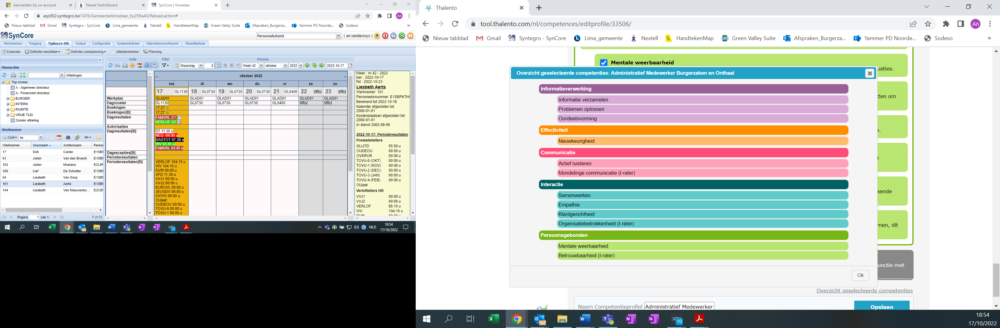 Aanmelden bij uw account
Nextel Switchboard
SynCore | Vorselaar
asp002.syntegro.be:7476/GemeenteVorselaar_Fp25Ra43/Reload.action#
An
Nieuw tabblad
Gmail
Syntegro - SynCore
Lima_gemeente
Nextell
HandtekenMap
Green Valley Suite
Afspraken_Burgerza...
Yammer PD Noorde...
Sodexo
»
SynCore
Personeelsdienst
| an.vandecruys |
Werknemers
Toegang
Tijden/e-HR
Output
Configuratie
Systeembeheer
Gebruikersvoorkeuren
Sleutelbeheer
Kalender
Definitie resultaten
Definitie werkplanning
Attestenbeheer
Planning
Hierarchie
Afdelingen
Top niveau
A - Algemeen directeur
A - Financieel directeur
BURGER
INTERN
RUIMTE
VRIJE TIJD
Zonder afdeling
Werknemer
Zoek lie
Werknemer Voornaam Achternaam Person
17 Dirk Carlier E1SBI
51 Jolien Van den Broeck E1SBI
163 Jolien Moelans E2L9F
106 Lief De Schutter E1SBI
54 Liesbeth Van Gorp E1SBI
101 Liesbeth Aerts E1SBI
144 Liesbeth Van Nieuwenbo... E2CBV
Pagina 1 van 1
7 (1-7)
Actie Filter Periode
Maandag 0 Week 42 oktober 2022 2022-10-17
... oktober 2022 ...
ma di wo do vr za zo
17 GL1130 18 GL0730 19 GL0730 20 GL0730 21 GL0400 22 VRIJ 23 VRIJ
Werkplan GLAD01 GLAD01 GLAD01 GLAD01 GLAD01 GLAD01 GLAD01
Dagrooster GL1130 GL0730 GL0730 GL0730 GL0400 VRIJ VRIJ
Boekingen 17:27
Boekingen[B] 17:27
Dagresultaten FAMVRL D1
VERLOF D2
Autorisaties
Dagresultaten[B] ST 11:30 u
NEG -04:00 u
DAGTOT 07:30 u
WV 03:45 u
FAMVRL 03:45 u
Dagexcepties[B]
Perioderesultaten
Perioderesultaten[B] VERLOF 104:15 u
WV 104:15 u
DVlft 00:00 u
VFD 11:30 u
VVJ1 00:00 u
VVJ2 00:00 u
EUROVL 00:00 u
JEUGDV 00:00 u
VVWG 00:00 u
OUjaar
OUDEOU 00:00 u
TOVU-0 00:00 u
TOVU-1 00:00 u
Week : nr 42 - 2022
Van : 2022-10-17
Tot : 2022-10-23
Liesbeth Aerts
Werknemer: 101
Personeelsnummer: E1SBPK7H
Berekend tot 2022-10-18
Kalender afgesloten tot:
2000-01-01
Kostenplaatsen afgesloten tot:
2000-01-01
In dienst 2002-09-09
2022-10-17: Perioderesultaten
Prestatietellers
GLIJTD 55:50 u
OUDEOU 00:00 u
OVERUR 00:00 u
TOVU-0 (OKT) 00:00 u
TOVU-1 (NOV) 00:00 u
TOVU-2 (DEC) 00:00 u
TOVU-3 (JAN) 00:00 u
TOVU-4 (FEB) 00:00 u
OUjaar
Verloftellers HR
VVJ1 00:00 u
VVJ2 00:00 u
VERLOF 85:15 u
WV 104:15 u
DVlft 00:00 u
10
NLD
18:54
17/10/2022
Thalento
tool.thalento.com/nl/competences/editprofile/33506/
An
Nieuw tabblad
Gmail
Syntegro - SynCore
Lima_gemeente
Nextell
HandtekenMap
Green Valley Suite
Afspraken_Burgerza...
Yammer PD Noorde...
Sodexo
»
Mentale weerbaarheid
uaties.
ten om
n.
aande
men, dit
unctie met
Overzicht geselecteerde competenties: Administratief Medewerker Burgerzaken en Onthaal
Informatieverwerking
Informatie verzamelen
Problemen oplossen
Oordeelsvorming
Effectiviteit
Nauwkeurigheid
Communicatie
Actief luisteren
Mondelinge communicatie (I-rater)
Interactie
Samenwerken
Empathie
Klantgerichtheid
Organisatiebetrokkenheid (I-rater)
Persoonsgebonden
Mentale weerbaarheid
Betrouwbaarheid (I-rater)
Ok
Overzicht geselecteerde competenties
Naam Competentieprofiel Administratief Medewerker
Opslaan
10
18:54
17/10/2022